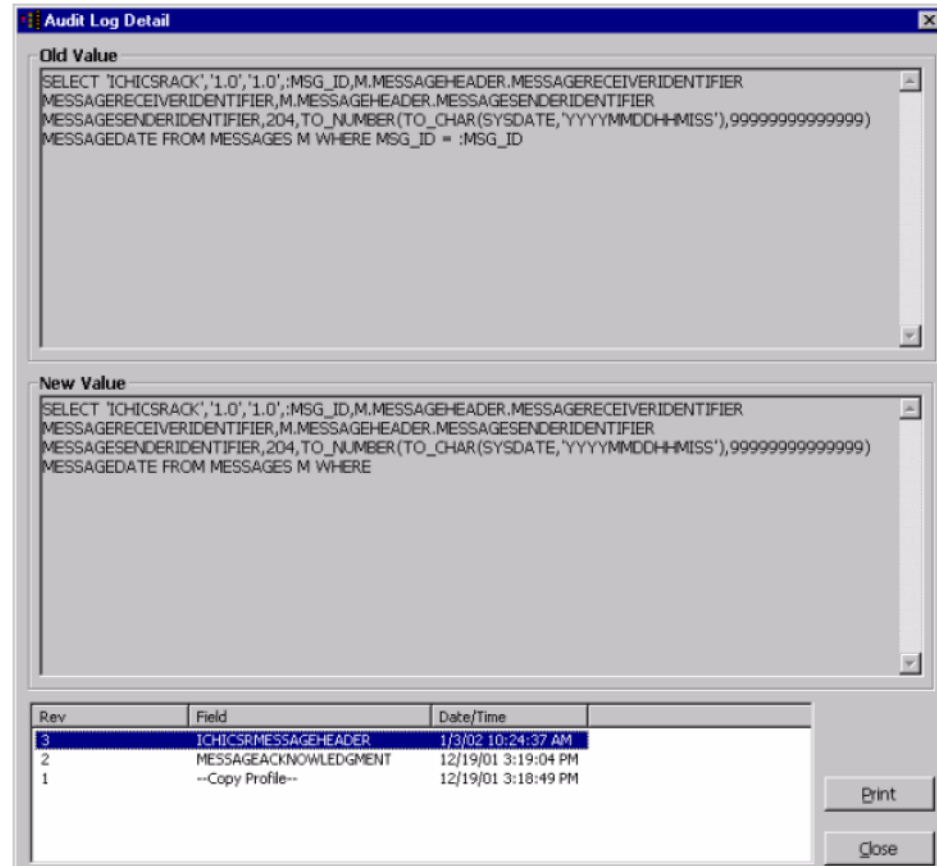 Audit Log Detail
Old Value
SELECT 'ICHICSRACK','1.0','1.0',:MSG_ID,M.MESSAGEHEADER.MESSAGERECEIVERIDENTIFIER
MESSAGERECEIVERIDENTIFIER,M.MESSAGEHEADER.MESSAGESENDERIDENTIFIER
MESSAGESENDERIDENTIFIER,204,TO_NUMBER(TO_CHAR(SYSDATE,'YYYYMMDDHHMISS'),99999999999999)
MESSAGEDATE FROM MESSAGES M WHERE MSG_ID = :MSG_ID
New Value
SELECT 'ICHICSRACK','1.0','1.0',:MSG_ID,M.MESSAGEHEADER.MESSAGERECEIVERIDENTIFIER
MESSAGERECEIVERIDENTIFIER,M.MESSAGEHEADER.MESSAGESENDERIDENTIFIER
MESSAGESENDERIDENTIFIER,204,TO_NUMBER(TO_CHAR(SYSDATE,'YYYYMMDDHHMISS'),99999999999999)
MESSAGEDATE FROM MESSAGES M WHERE
Rev Field Date/Time
3 ICHICSRMESSAGEHEADER 1/3/02 10:24:37 AM
2 MESSAGEACKNOWLEDGMENT 12/19/01 3:19:04 PM
1 --Copy Profile-- 12/19/01 3:18:49 PM
Print
Close